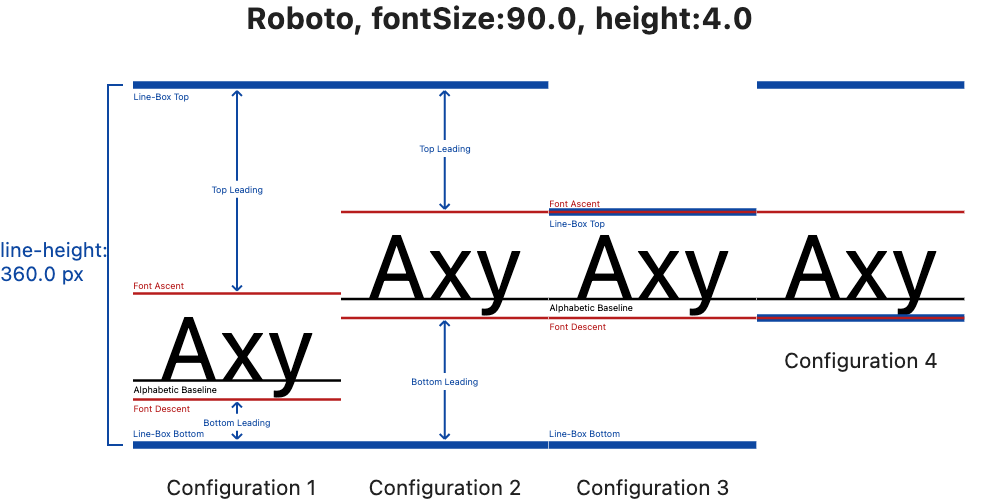 Roboto, fontSize:90.0, height:4.0
Line-Box Top
Top Leading
Top Leading
Font Ascent
Line-Box Top
line-height:
360.0 px
Font Ascent
Axy
Axy
Axy
Axy
Alphabetic Baseline
Font Descent
Alphabetic Baseline
Font Descent
Bottom Leading
Bottom Leading
Line-Box Bottom
Line-Box Bottom
Configuration 4
Configuration 1
Configuration 2
Configuration 3